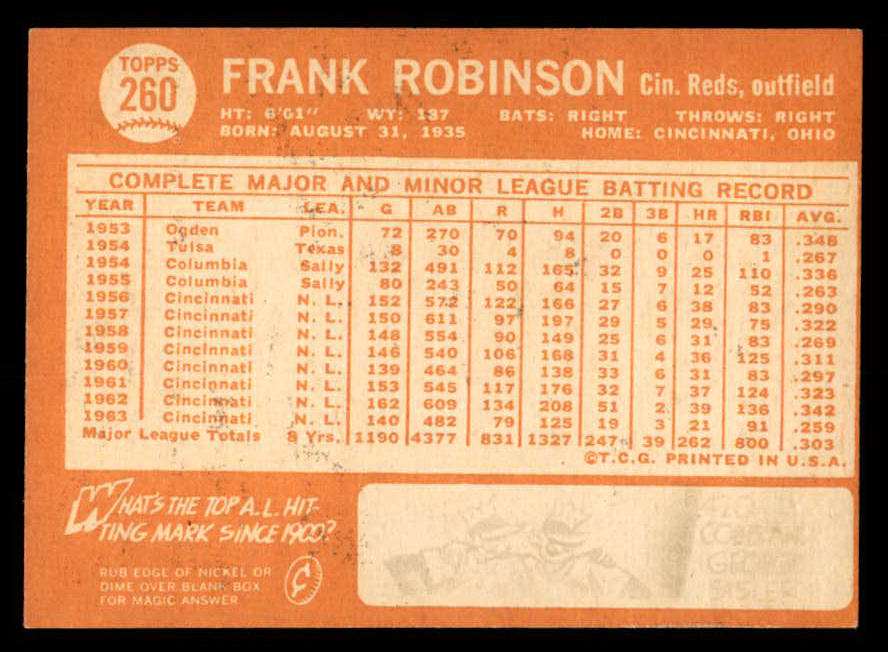 TOPPS
260
FRANK ROBINSON Cin. Reds, outfield
HT: 6'01" WT: 187 BATS: RIGHT THROWS: RIGHT
BORN: AUGUST 31, 1935 HOME: CINCINNATI, OHIO
COMPLETE MAJOR AND MINOR LEAGUE BATTING RECORD
YEAR TEAM LEA. G AB R H 2B 3B HR RBI AVG.
1953 Ogden Pion. 72 270 70 94 20 6 17 83 .348
1954 Tulsa Texas 8 30 4 8 0 0 0 1 .267
1954 Columbia Sally 132 491 112 165 32 9 25 110 .336
1955 Columbia Sally 80 243 50 64 15 7 12 52 .263
1956 Cincinnati N. L. 152 572 122 166 27 6 38 83 .290
1957 Cincinnati N. L. 150 611 97 197 29 5 29 75 .322
1958 Cincinnati N. L. 148 554 90 149 25 6 31 83 .269
1959 Cincinnati N. L. 146 540 106 168 31 4 36 125 .311
1960 Cincinnati N. L. 139 464 86 138 33 6 31 83 .297
1961 Cincinnati N. L. 153 545 117 176 32 7 37 124 .323
1962 Cincinnati N. L. 162 609 134 208 51 2 39 136 .342
1963 Cincinnati N. L. 140 482 79 125 19 3 21 91 .259
Major League Totals 8 Yrs. 1190 4377 831 1327 247 39 262 800 .303
©T.C.G. PRINTED IN U.S.A.
WHAT'S THE TOP A.L. HIT-
TING MARK SINCE 1900?
RUB EDGE OF NICKEL OR
DIME OVER BLANK BOX
FOR MAGIC ANSWER
GEORGE
SISLER